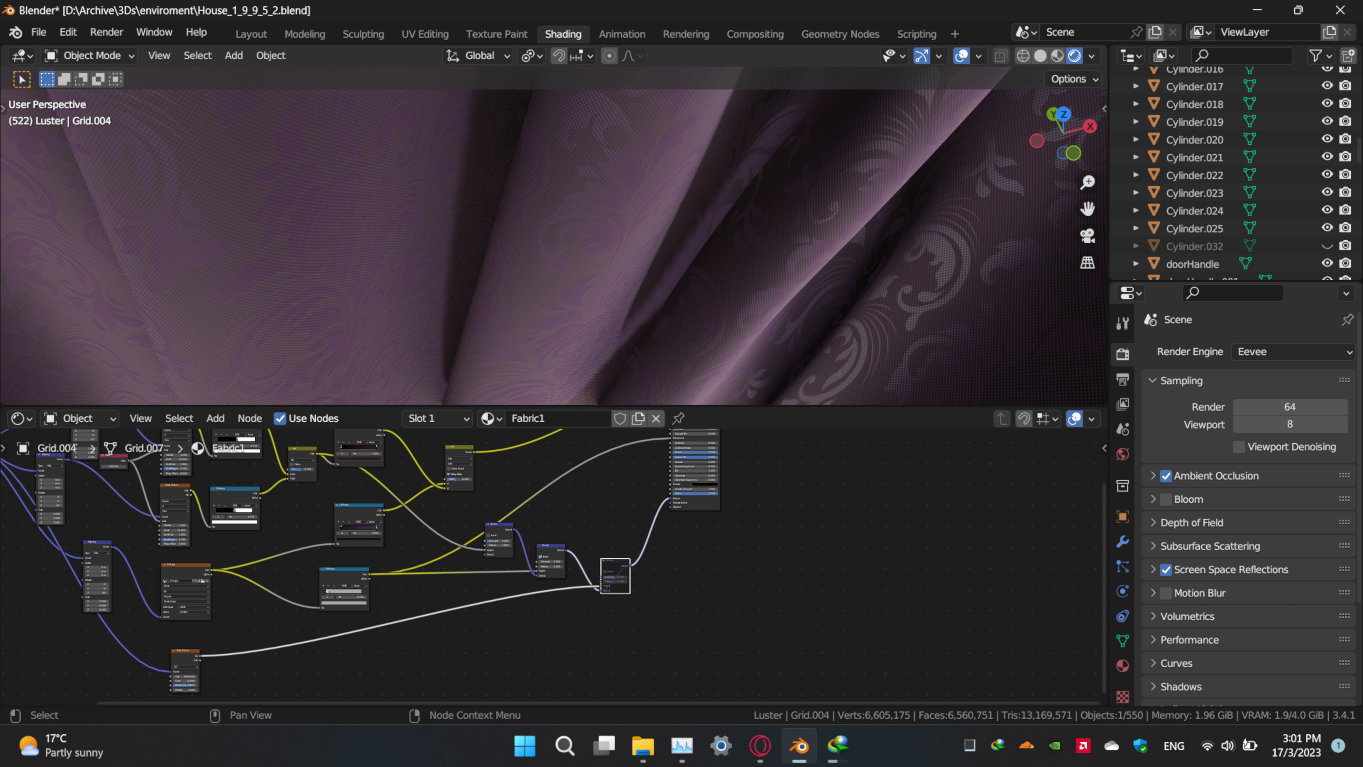 Blender* [D:\Archive\3Ds\enviroment\House_1_9_9_5_2.blend]
File Edit Render Window Help
Layout Modeling Sculpting UV Editing Texture Paint Shading Animation Rendering Compositing Geometry Nodes Scripting
Scene ViewLayer
Object Mode View Select Add Object Global
Options
User Perspective
(522) Luster | Grid.004
Y Z X
Cylinder.016
Cylinder.017
Cylinder.018
Cylinder.019
Cylinder.020
Cylinder.021
Cylinder.022
Cylinder.023
Cylinder.024
Cylinder.025
Cylinder.032
doorHandle
Scene
Render Engine Eevee
Sampling
Render 64
Viewport 8
Viewport Denoising
Ambient Occlusion
Bloom
Depth of Field
Subsurface Scattering
Screen Space Reflections
Motion Blur
Volumetrics
Performance
Curves
Shadows
Object View Select Add Node Use Nodes Slot 1 Fabric1
Grid.004 Grid.007 Fabric1
Select Pan View Node Context Menu
Luster | Grid.004 | Verts:6,605,175 | Faces:6,560,751 | Tris:13,169,571 | Objects:1/550 | Memory: 1.96 GiB | VRAM: 1.9/4.0 GiB | 3.4.1
17°C
Partly sunny
ENG
3:01 PM
17/3/2023
1